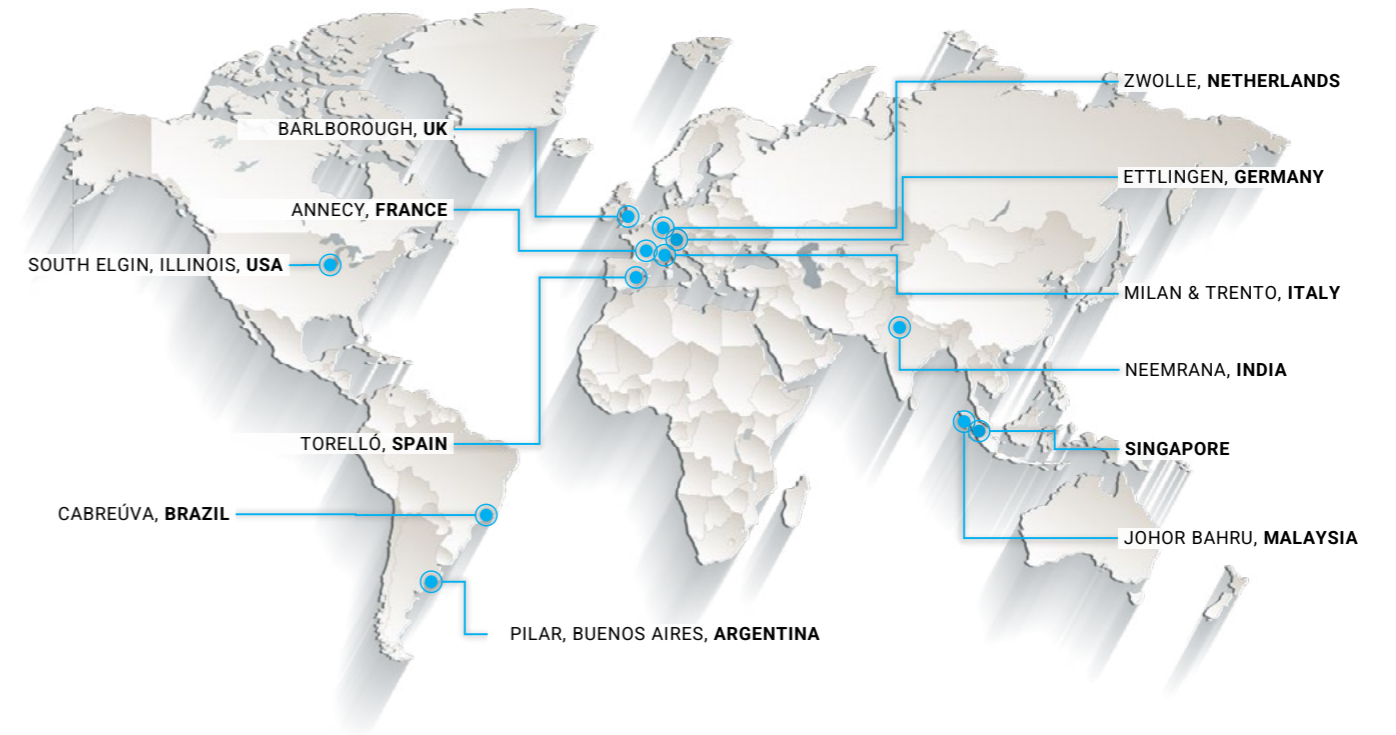 ZWOLLE, NETHERLANDS
BARLBOROUGH, UK
ETTLINGEN, GERMANY
ANNECY, FRANCE
SOUTH ELGIN, ILLINOIS, USA
MILAN & TRENTO, ITALY
NEEMRANA, INDIA
TORELLÓ, SPAIN
SINGAPORE
CABREÚVA, BRAZIL
JOHOR BAHRU, MALAYSIA
PILAR, BUENOS AIRES, ARGENTINA